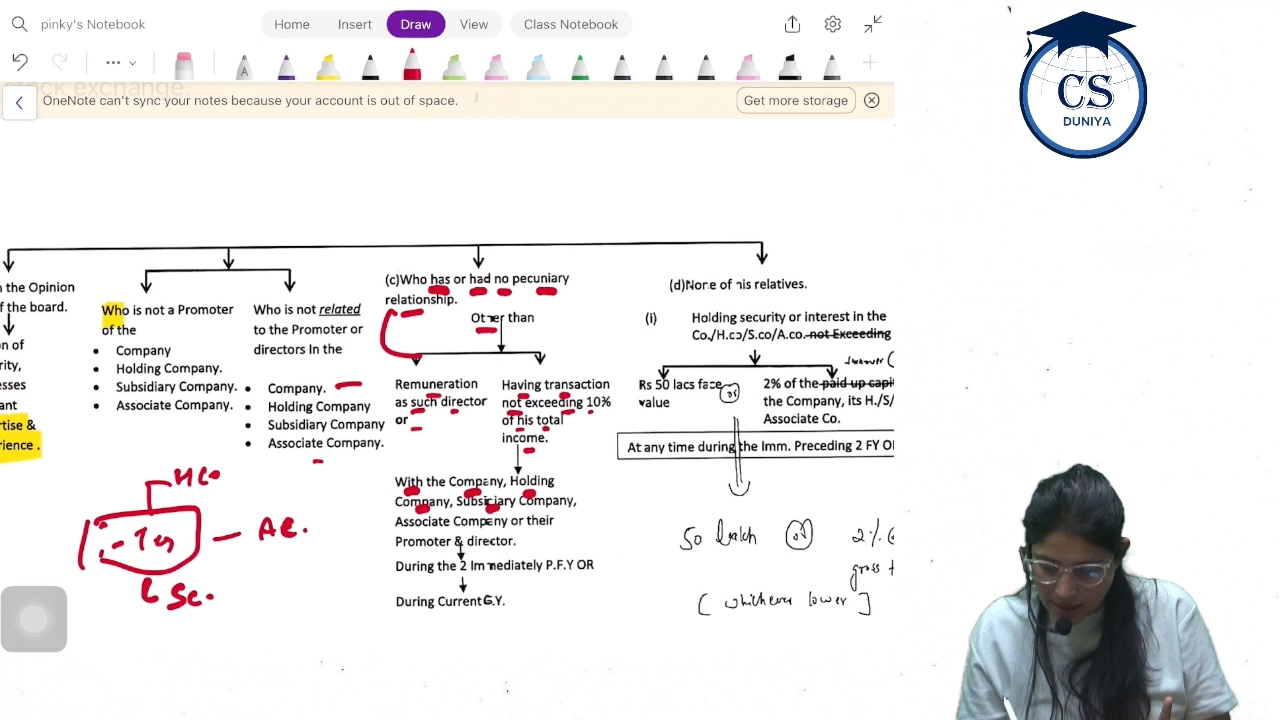 pinky's Notebook
Home Insert Draw View Class Notebook
ock exchange.
OneNote can't sync your notes because your account is out of space.
Get more storage
CS
DUNIYA
n the Opinion
f the board.
on of
rity,
esses
ant
rtise &
rience .
Who is not a Promoter
of the
• Company
• Holding Company.
• Subsidiary Company.
• Associate Company.
Who is not related
to the Promoter or
directors In the
• Company.
• Holding Company
• Subsidiary Company
• Associate Company.
HCo
AC.
SC.
(c)Who has or had no pecuniary
relationship.
Other than
Remuneration
as such director
or
Having transaction
not exceeding 10%
of his total
income.
With the Company, Holding
Company, Subsidiary Company,
Associate Company or their
Promoter & director.
During the 2 Immediately P.F.Y OR
During Current G.Y.
(d)None of his relatives.
(i) Holding security or interest in the
Co./H.co/S.co/A.co. not Exceeding
Rs 50 lacs face
value
or
2% of the paid up capi
the Company, its H./S/
Associate Co.
At any time during the Imm. Preceding 2 FY OR
50 lakh or 2%
gross t
[ whichever lower ]